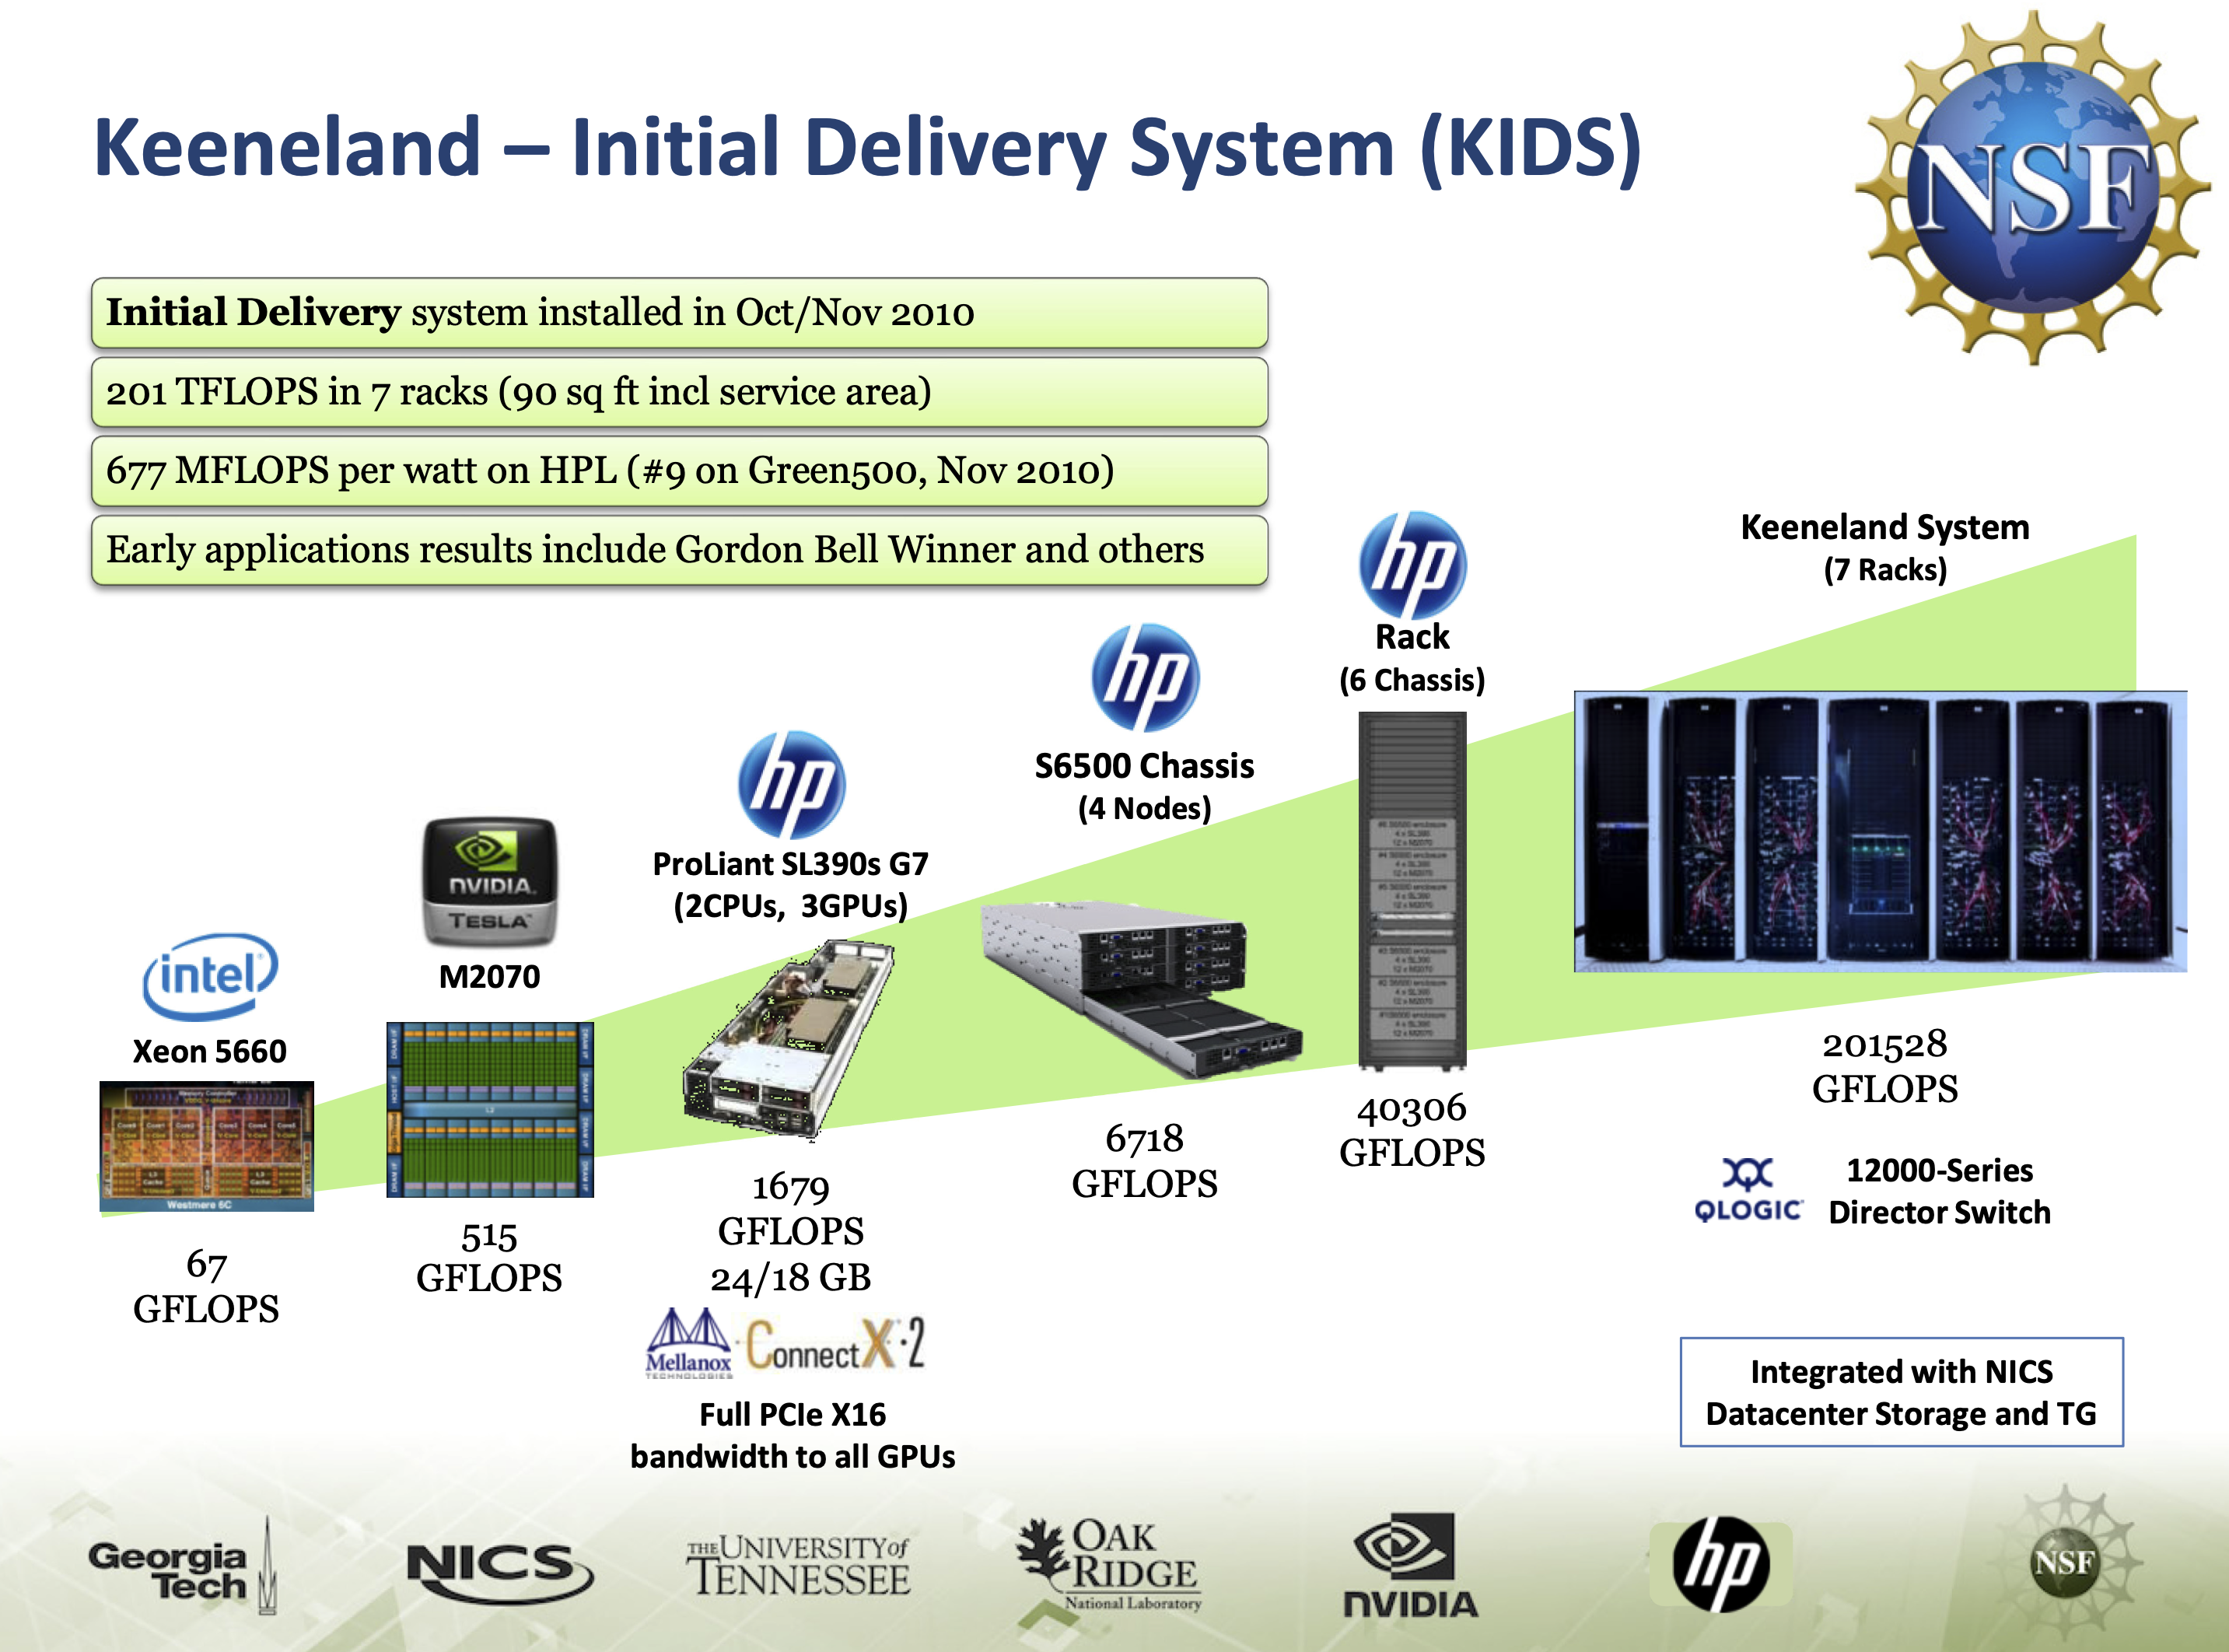 Keeneland – Initial Delivery System (KIDS)
NSF
Initial Delivery system installed in Oct/Nov 2010
201 TFLOPS in 7 racks (90 sq ft incl service area)
677 MFLOPS per watt on HPL (#9 on Green500, Nov 2010)
Early applications results include Gordon Bell Winner and others
intel
Xeon 5660
Westmere 6C
67
GFLOPS
NVIDIA
TESLA
M2070
L2
515
GFLOPS
hp
ProLiant SL390s G7
(2CPUs, 3GPUs)
1679
GFLOPS
24/18 GB
Mellanox
TECHNOLOGIES
ConnectX·2
Full PCIe X16
bandwidth to all GPUs
hp
S6500 Chassis
(4 Nodes)
6718
GFLOPS
hp
Rack
(6 Chassis)
40306
GFLOPS
Keeneland System
(7 Racks)
201528
GFLOPS
QLOGIC
12000-Series
Director Switch
Integrated with NICS
Datacenter Storage and TG
Georgia
Tech
NICS
THE UNIVERSITY of
TENNESSEE
OAK
RIDGE
National Laboratory
NVIDIA
hp
NSF